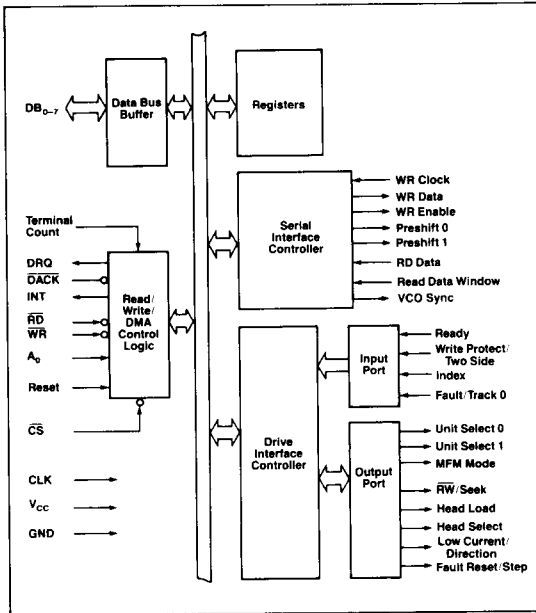 DB0–7
Data Bus
Buffer
Registers
Terminal
Count
DRQ
DACK
INT
RD
WR
A0
Reset
CS
CLK
VCC
GND
Read/
Write/
DMA
Control
Logic
Serial
Interface
Controller
WR Clock
WR Data
WR Enable
Preshift 0
Preshift 1
RD Data
Read Data Window
VCO Sync
Drive
Interface
Controller
Input
Port
Ready
Write Protect/
Two Side
Index
Fault/Track 0
Output
Port
Unit Select 0
Unit Select 1
MFM Mode
RW/Seek
Head Load
Head Select
Low Current/
Direction
Fault Reset/Step